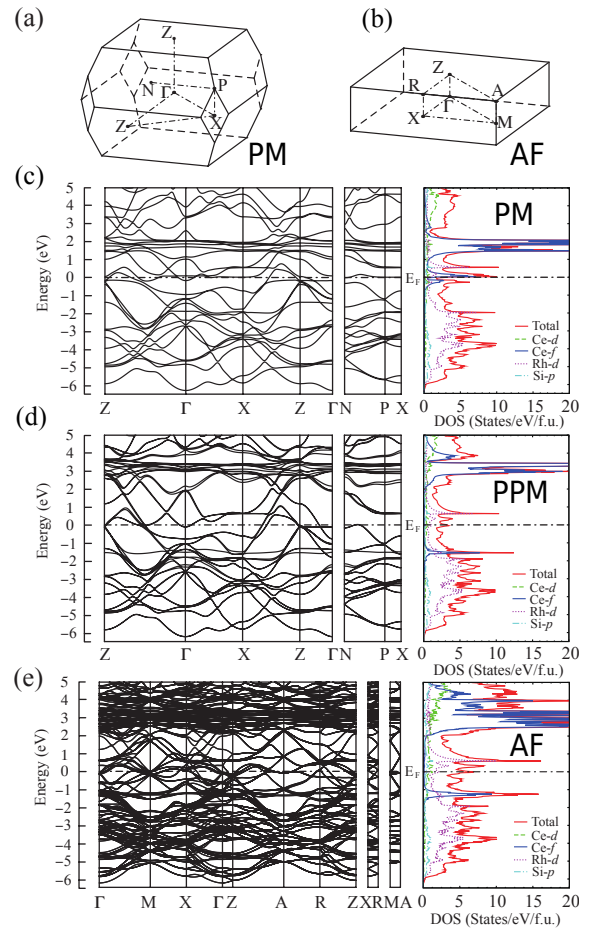 (a)
(b)
Z
N
P
Γ
Z
X
PM
Z
R
A
Γ
X
M
AF
(c)
Energy (eV)
5
4
3
2
1
0
−1
−2
−3
−4
−5
−6
Z Γ X Z Γ N P X
E_F
PM
Total
Ce-d
Ce-f
Rh-d
Si-p
0 5 10 15 20
DOS (States/eV/f.u.)
(d)
Energy (eV)
5
4
3
2
1
0
−1
−2
−3
−4
−5
−6
Z Γ X Z Γ N P X
E_F
PPM
Total
Ce-d
Ce-f
Rh-d
Si-p
0 5 10 15 20
DOS (States/eV/f.u.)
(e)
Energy (eV)
5
4
3
2
1
0
−1
−2
−3
−4
−5
−6
Γ M X Γ Z A R Z X R M A
E_F
AF
Total
Ce-d
Ce-f
Rh-d
Si-p
0 5 10 15 20
DOS (States/eV/f.u.)